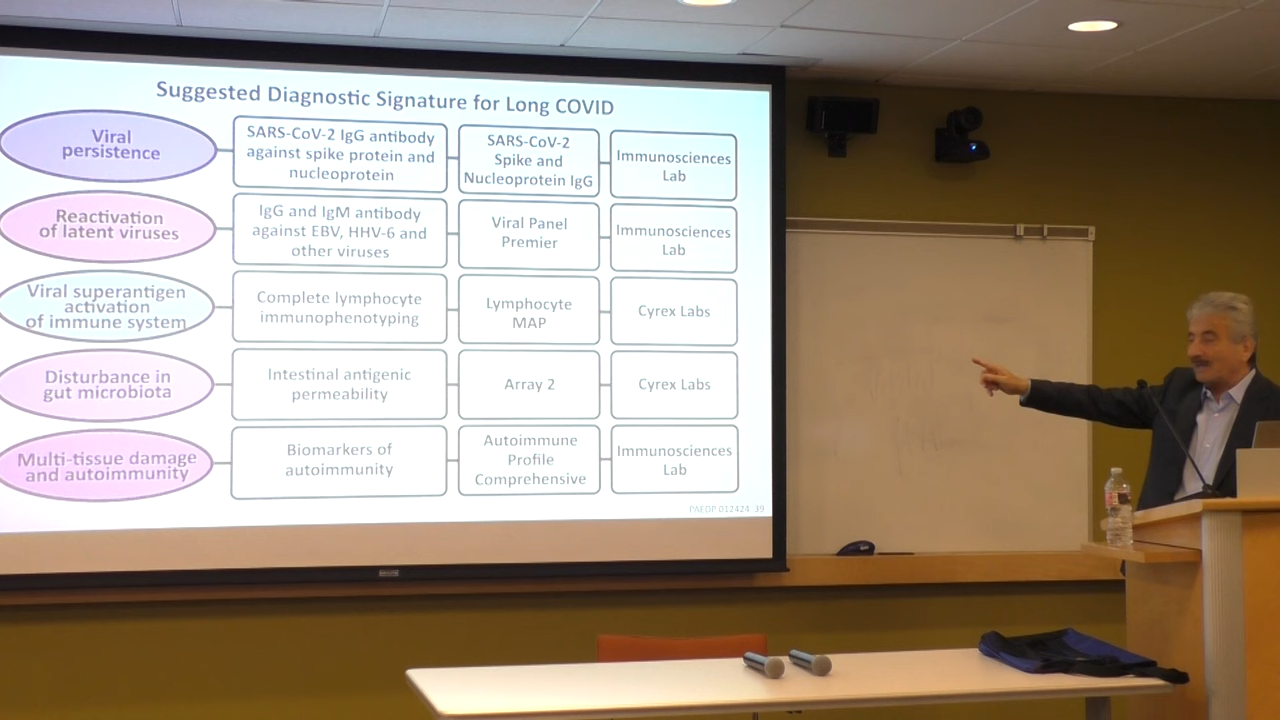 Suggested Diagnostic Signature for Long COVID
Viral
persistence
SARS-CoV-2 IgG antibody
against spike protein and
nucleoprotein
SARS-CoV-2
Spike and
Nucleoprotein IgG
Immunosciences
Lab
Reactivation
of latent viruses
IgG and IgM antibody
against EBV, HHV-6 and
other viruses
Viral Panel
Premier
Immunosciences
Lab
Viral superantigen
activation
of immune system
Complete lymphocyte
immunophenotyping
Lymphocyte
MAP
Cyrex Labs
Disturbance in
gut microbiota
Intestinal antigenic
permeability
Array 2
Cyrex Labs
Multi-tissue damage
and autoimmunity
Biomarkers of
autoimmunity
Autoimmune
Profile
Comprehensive
Immunosciences
Lab
PAEDP 012424 39